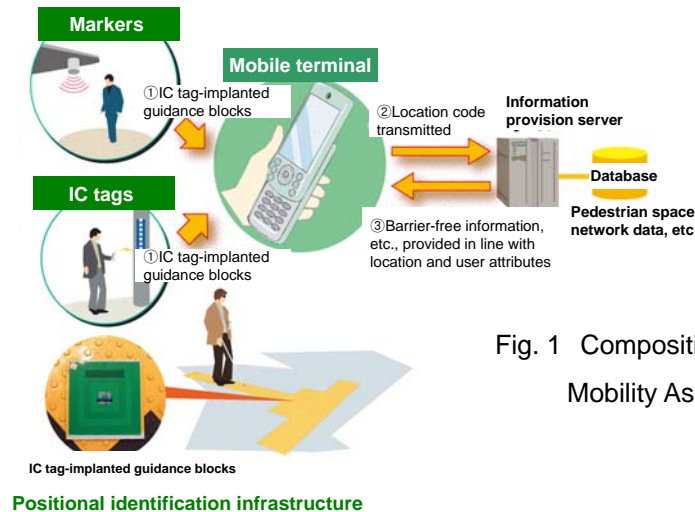 Markers
Mobile terminal
①IC tag-implanted
guidance blocks
②Location code
transmitted
Information
provision server
Database
IC tags
Pedestrian space
network data, etc
①IC tag-implanted
guidance blocks
③Barrier-free information,
etc., provided in line with
location and user attributes
Fig. 1 Compositi
Mobility As
IC tag-implanted guidance blocks
Positional identification infrastructure